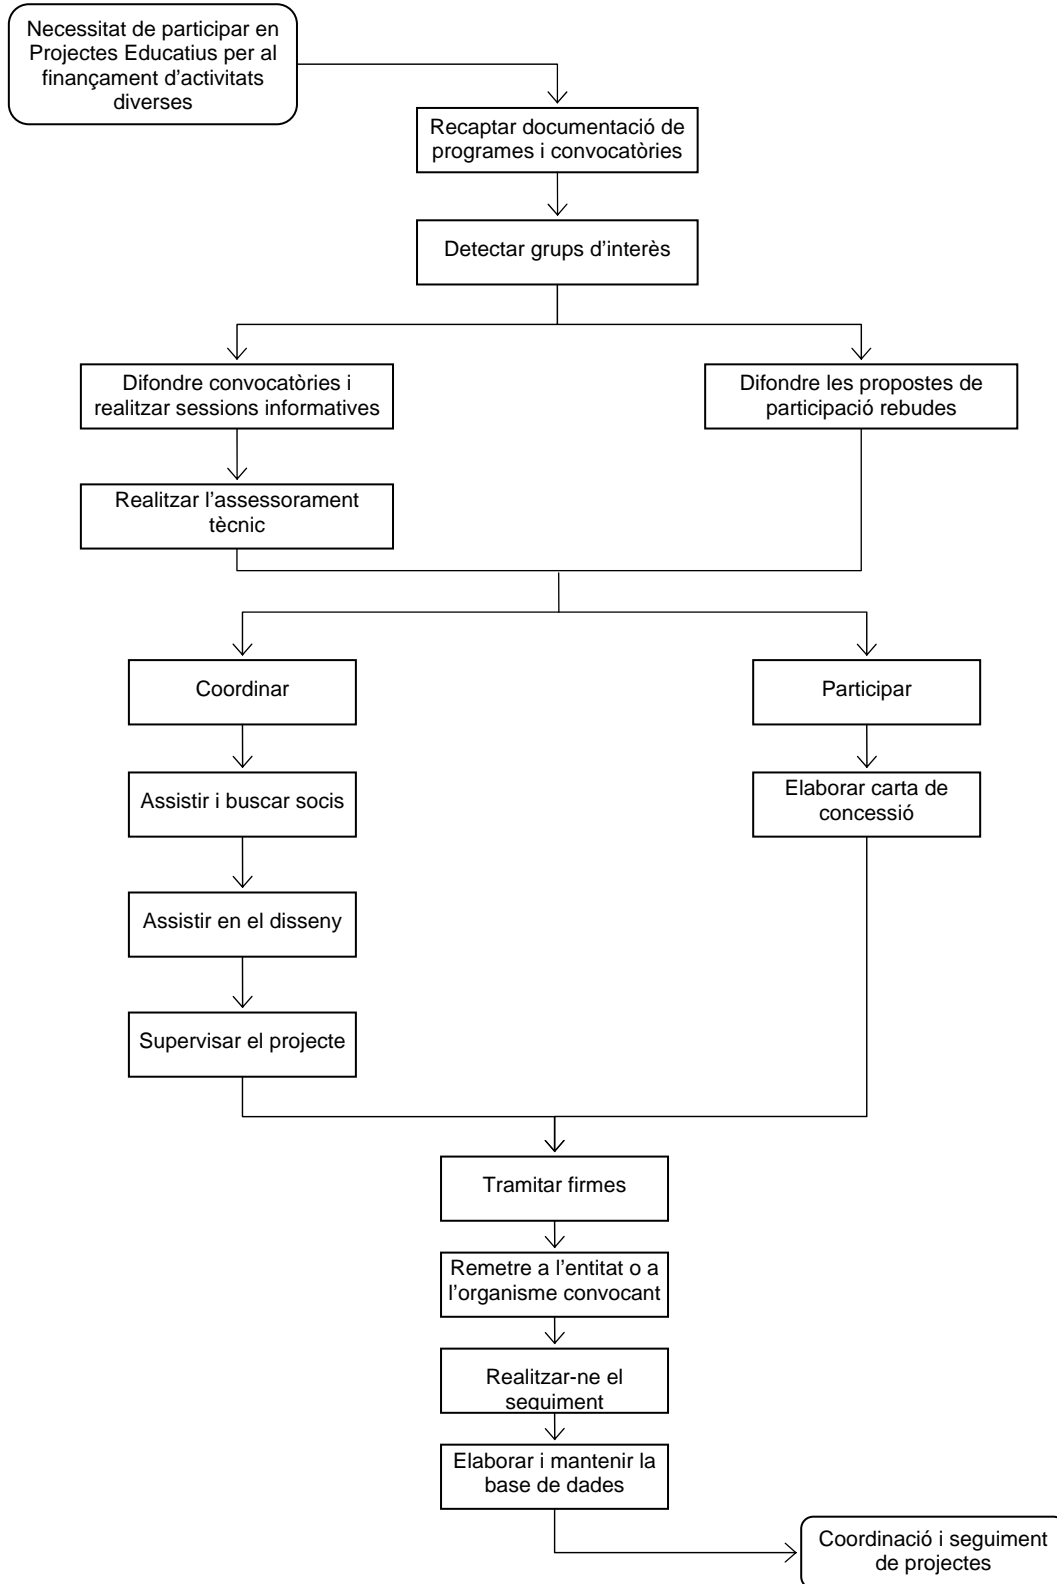 Necessitat de participar en
Projectes Educatius per al
finançament d’activitats
diverses
Recaptar documentació de
programes i convocatòries
Detectar grups d’interès
Difondre convocatòries i
realitzar sessions informatives
Difondre les propostes de
participació rebudes
Realitzar l’assessorament
tècnic
Coordinar
Participar
Assistir i buscar socis
Elaborar carta de
concessió
Assistir en el disseny
Supervisar el projecte
Tramitar firmes
Remetre a l’entitat o a
l’organisme convocant
Realitzar-ne el
seguiment
Elaborar i mantenir la
base de dades
Coordinació i seguiment
de projectes